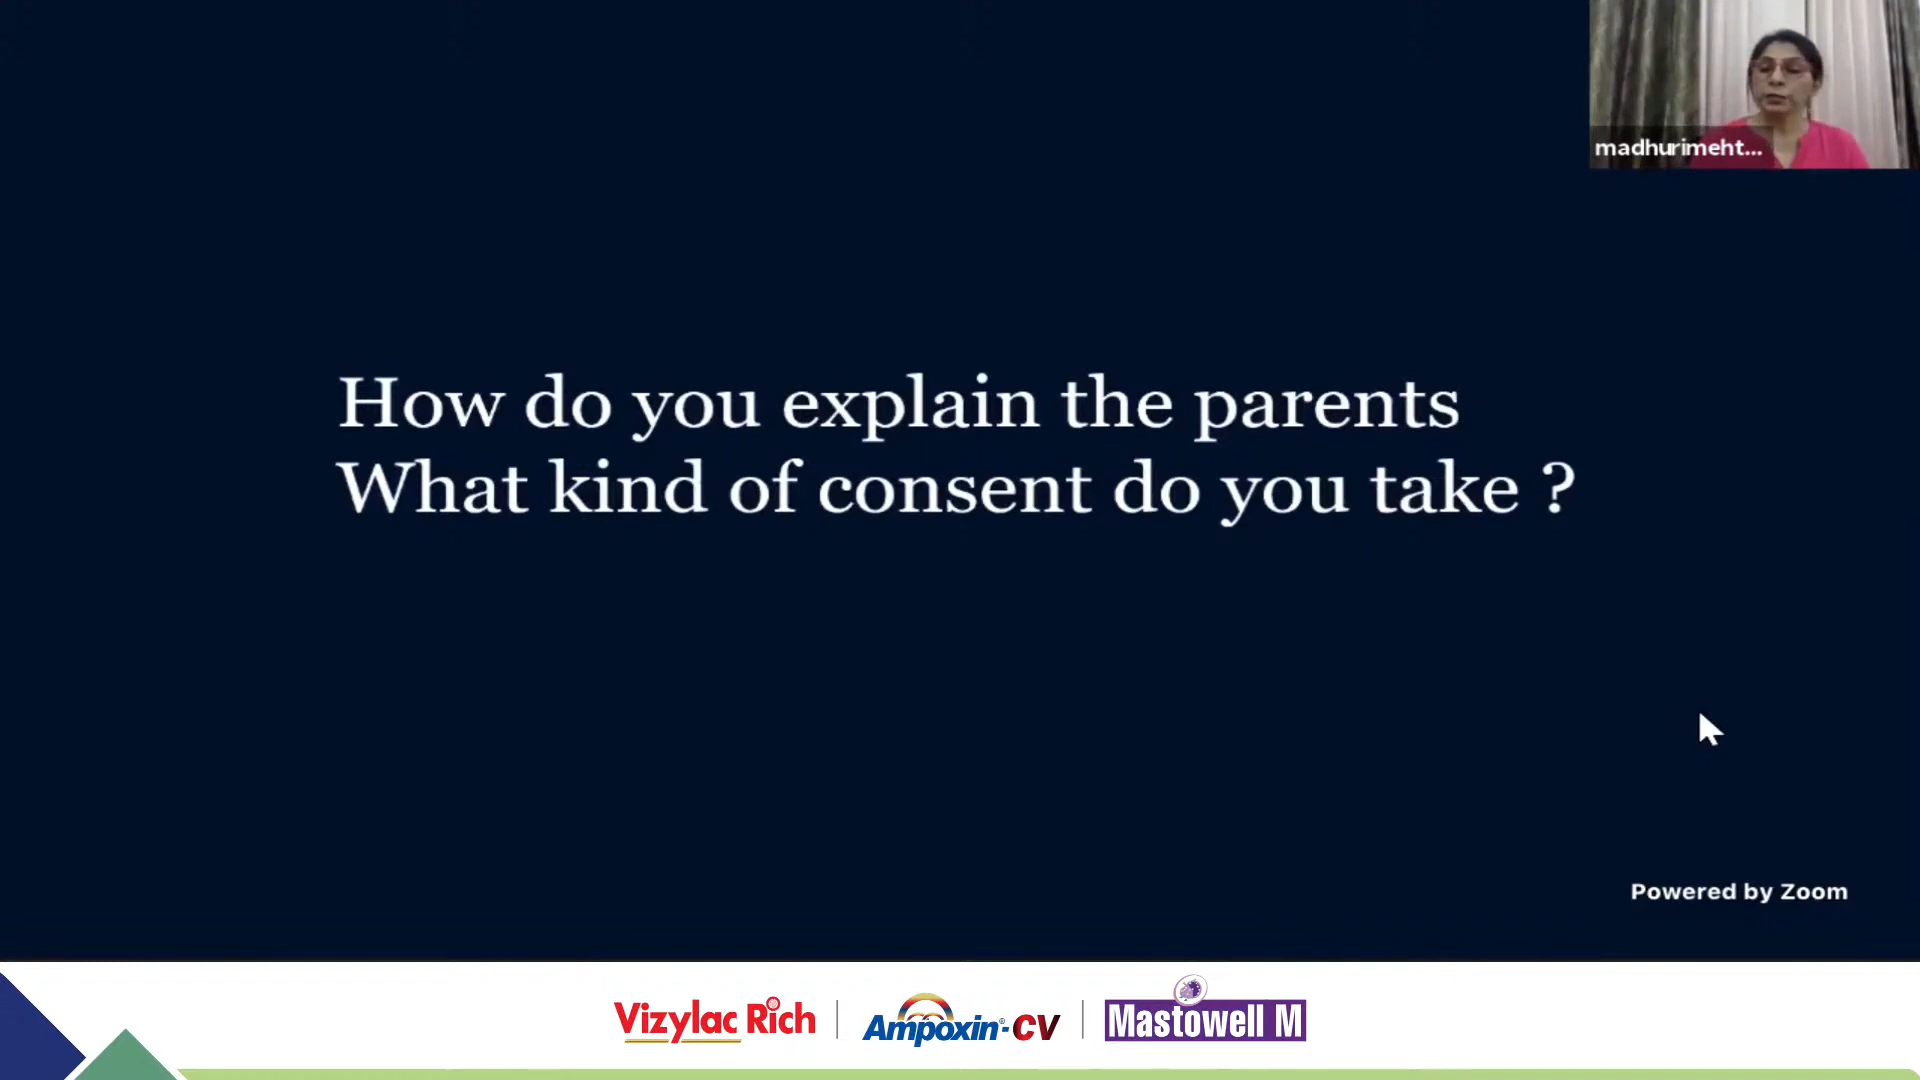 madhurimeht...
How do you explain the parents
What kind of consent do you take ?
Powered by Zoom
Vizylac Rich
Ampoxin®-CV
Mastowell M